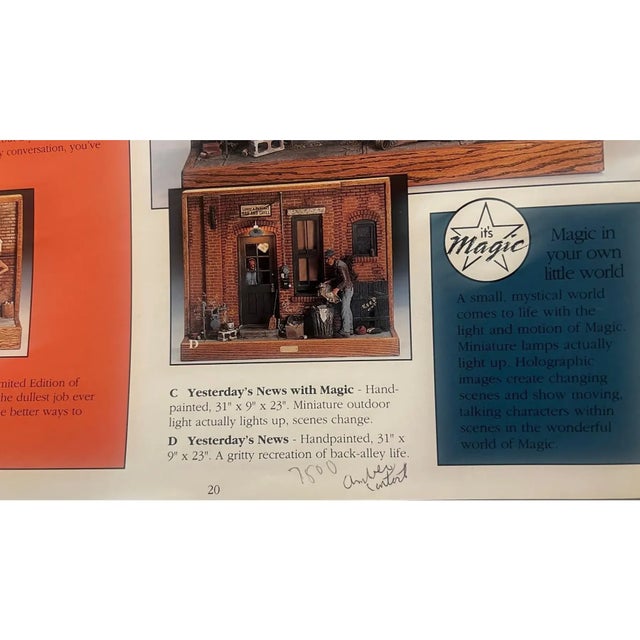 y conversation, you've
mited Edition of
he dullest job ever
e better ways to
D
C Yesterday's News with Magic - Hand-
painted, 31" x 9" x 23". Miniature outdoor
light actually lights up, scenes change.
D Yesterday's News - Handpainted, 31" x
9" x 23". A gritty recreation of back-alley life.
7500
amber
20
it's
Magic
Magic in
your own
little world
A small, mystical world
comes to life with the
light and motion of Magic.
Miniature lamps actually
light up. Holographic
images create changing
scenes and show moving,
talking characters within
scenes in the wonderful
world of Magic.